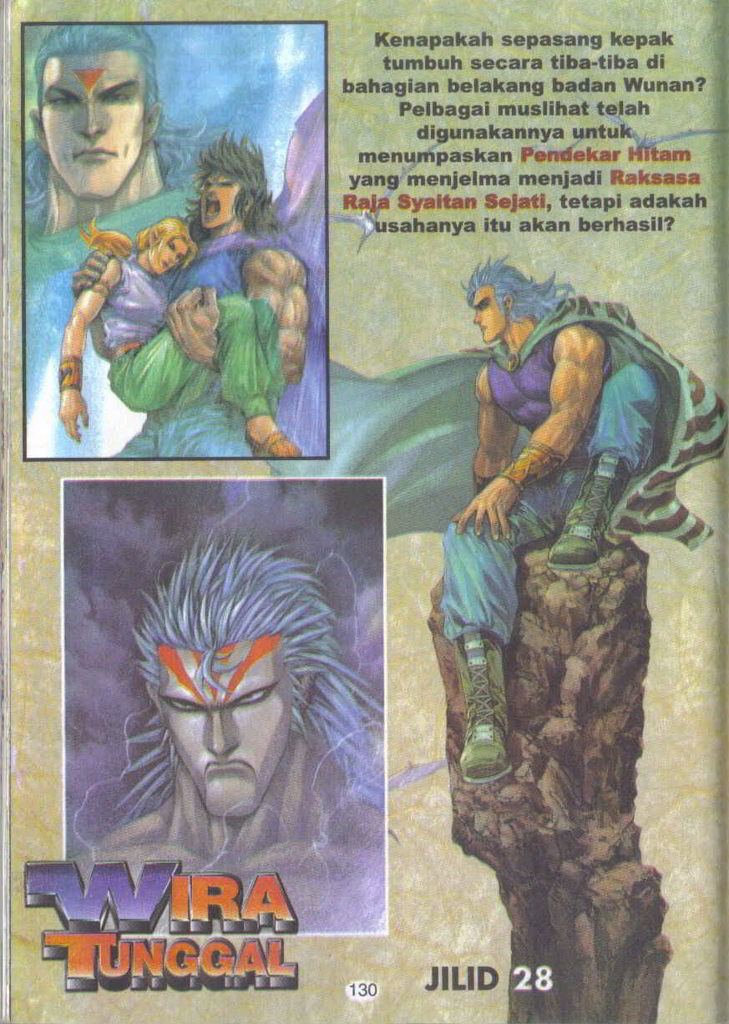 Kenapakah sepasang kepak
tumbuh secara tiba-tiba di
bahagian belakang badan Wunan?
Pelbagai muslihat telah
digunakannya untuk
menumpaskan Pendekar Hitam
yang menjelma menjadi Raksasa
Raja Syaitan Sejati, tetapi adakah
usahanya itu akan berhasil?
WIRA
TUNGGAL
130
JILID 28